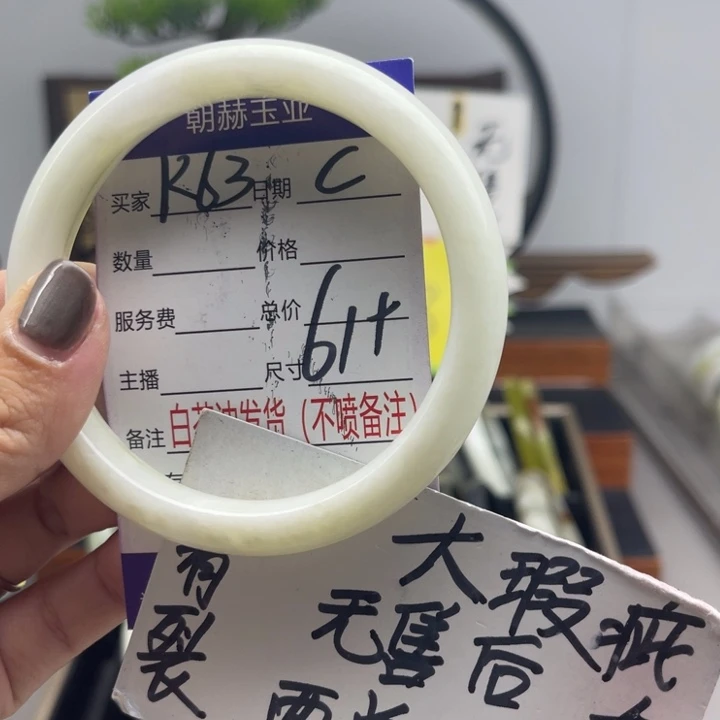 朝赫玉业
买家 R63 日期 C
数量 价格
服务费 总价
主播 尺寸 61+
备注 白菜油发货(不喷备注)
有裂
大瑕疵
无售后